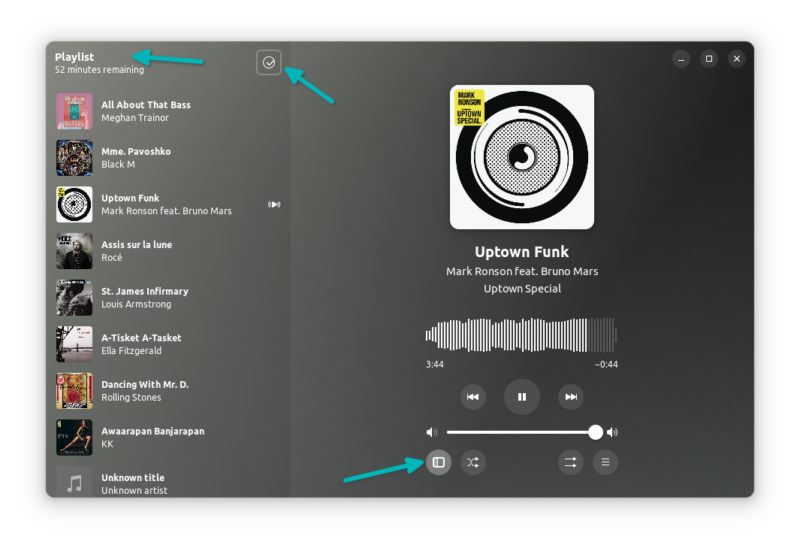 Playlist
52 minutes remaining
All About That Bass
Meghan Trainor
Mme. Pavoshko
Black M
Uptown Funk
Mark Ronson feat. Bruno Mars
Assis sur la lune
Rocé
St. James Infirmary
Louis Armstrong
A-Tisket A-Tasket
Ella Fitzgerald
Dancing With Mr. D.
Rolling Stones
Awaarapan Banjarapan
KK
Unknown title
Unknown artist
MARK
RONSON
UPTOWN
SPECIAL
Uptown Funk
Mark Ronson feat. Bruno Mars
Uptown Special
3:44
−0:44